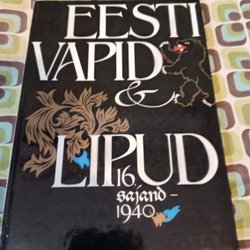 EESTI
VAPID
&
LIPUD
16
sajand –
1940